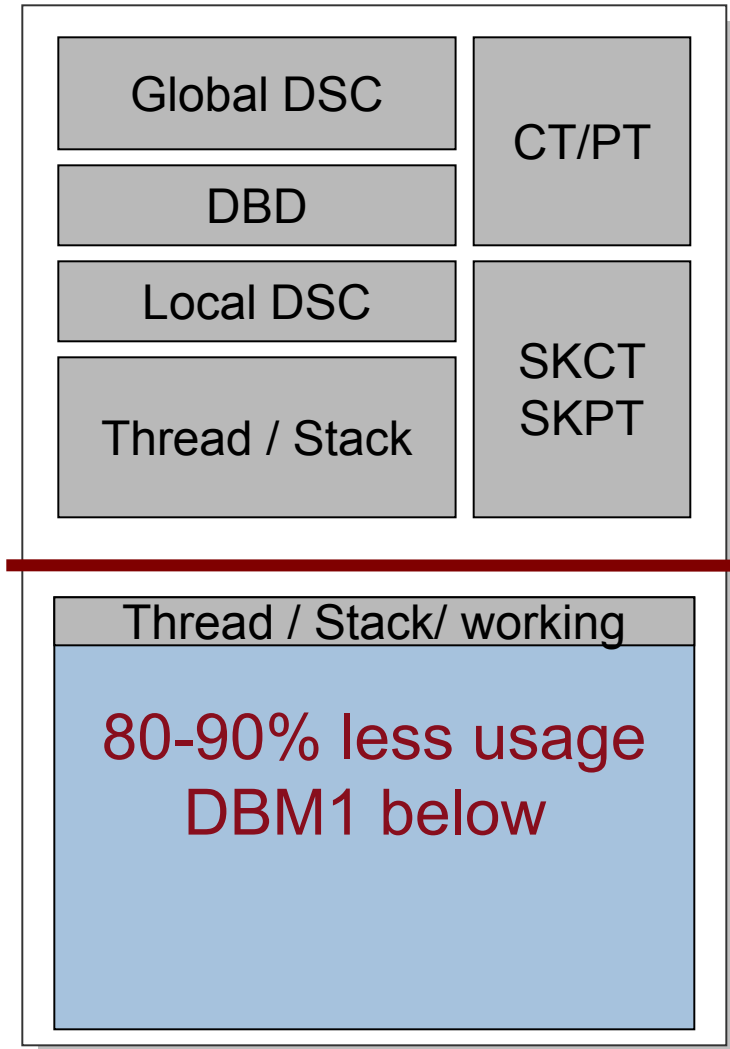 Global DSC
CT/PT
DBD
Local DSC
SKCT
SKPT
Thread / Stack
Thread / Stack/ working
80-90% less usage
DBM1 below